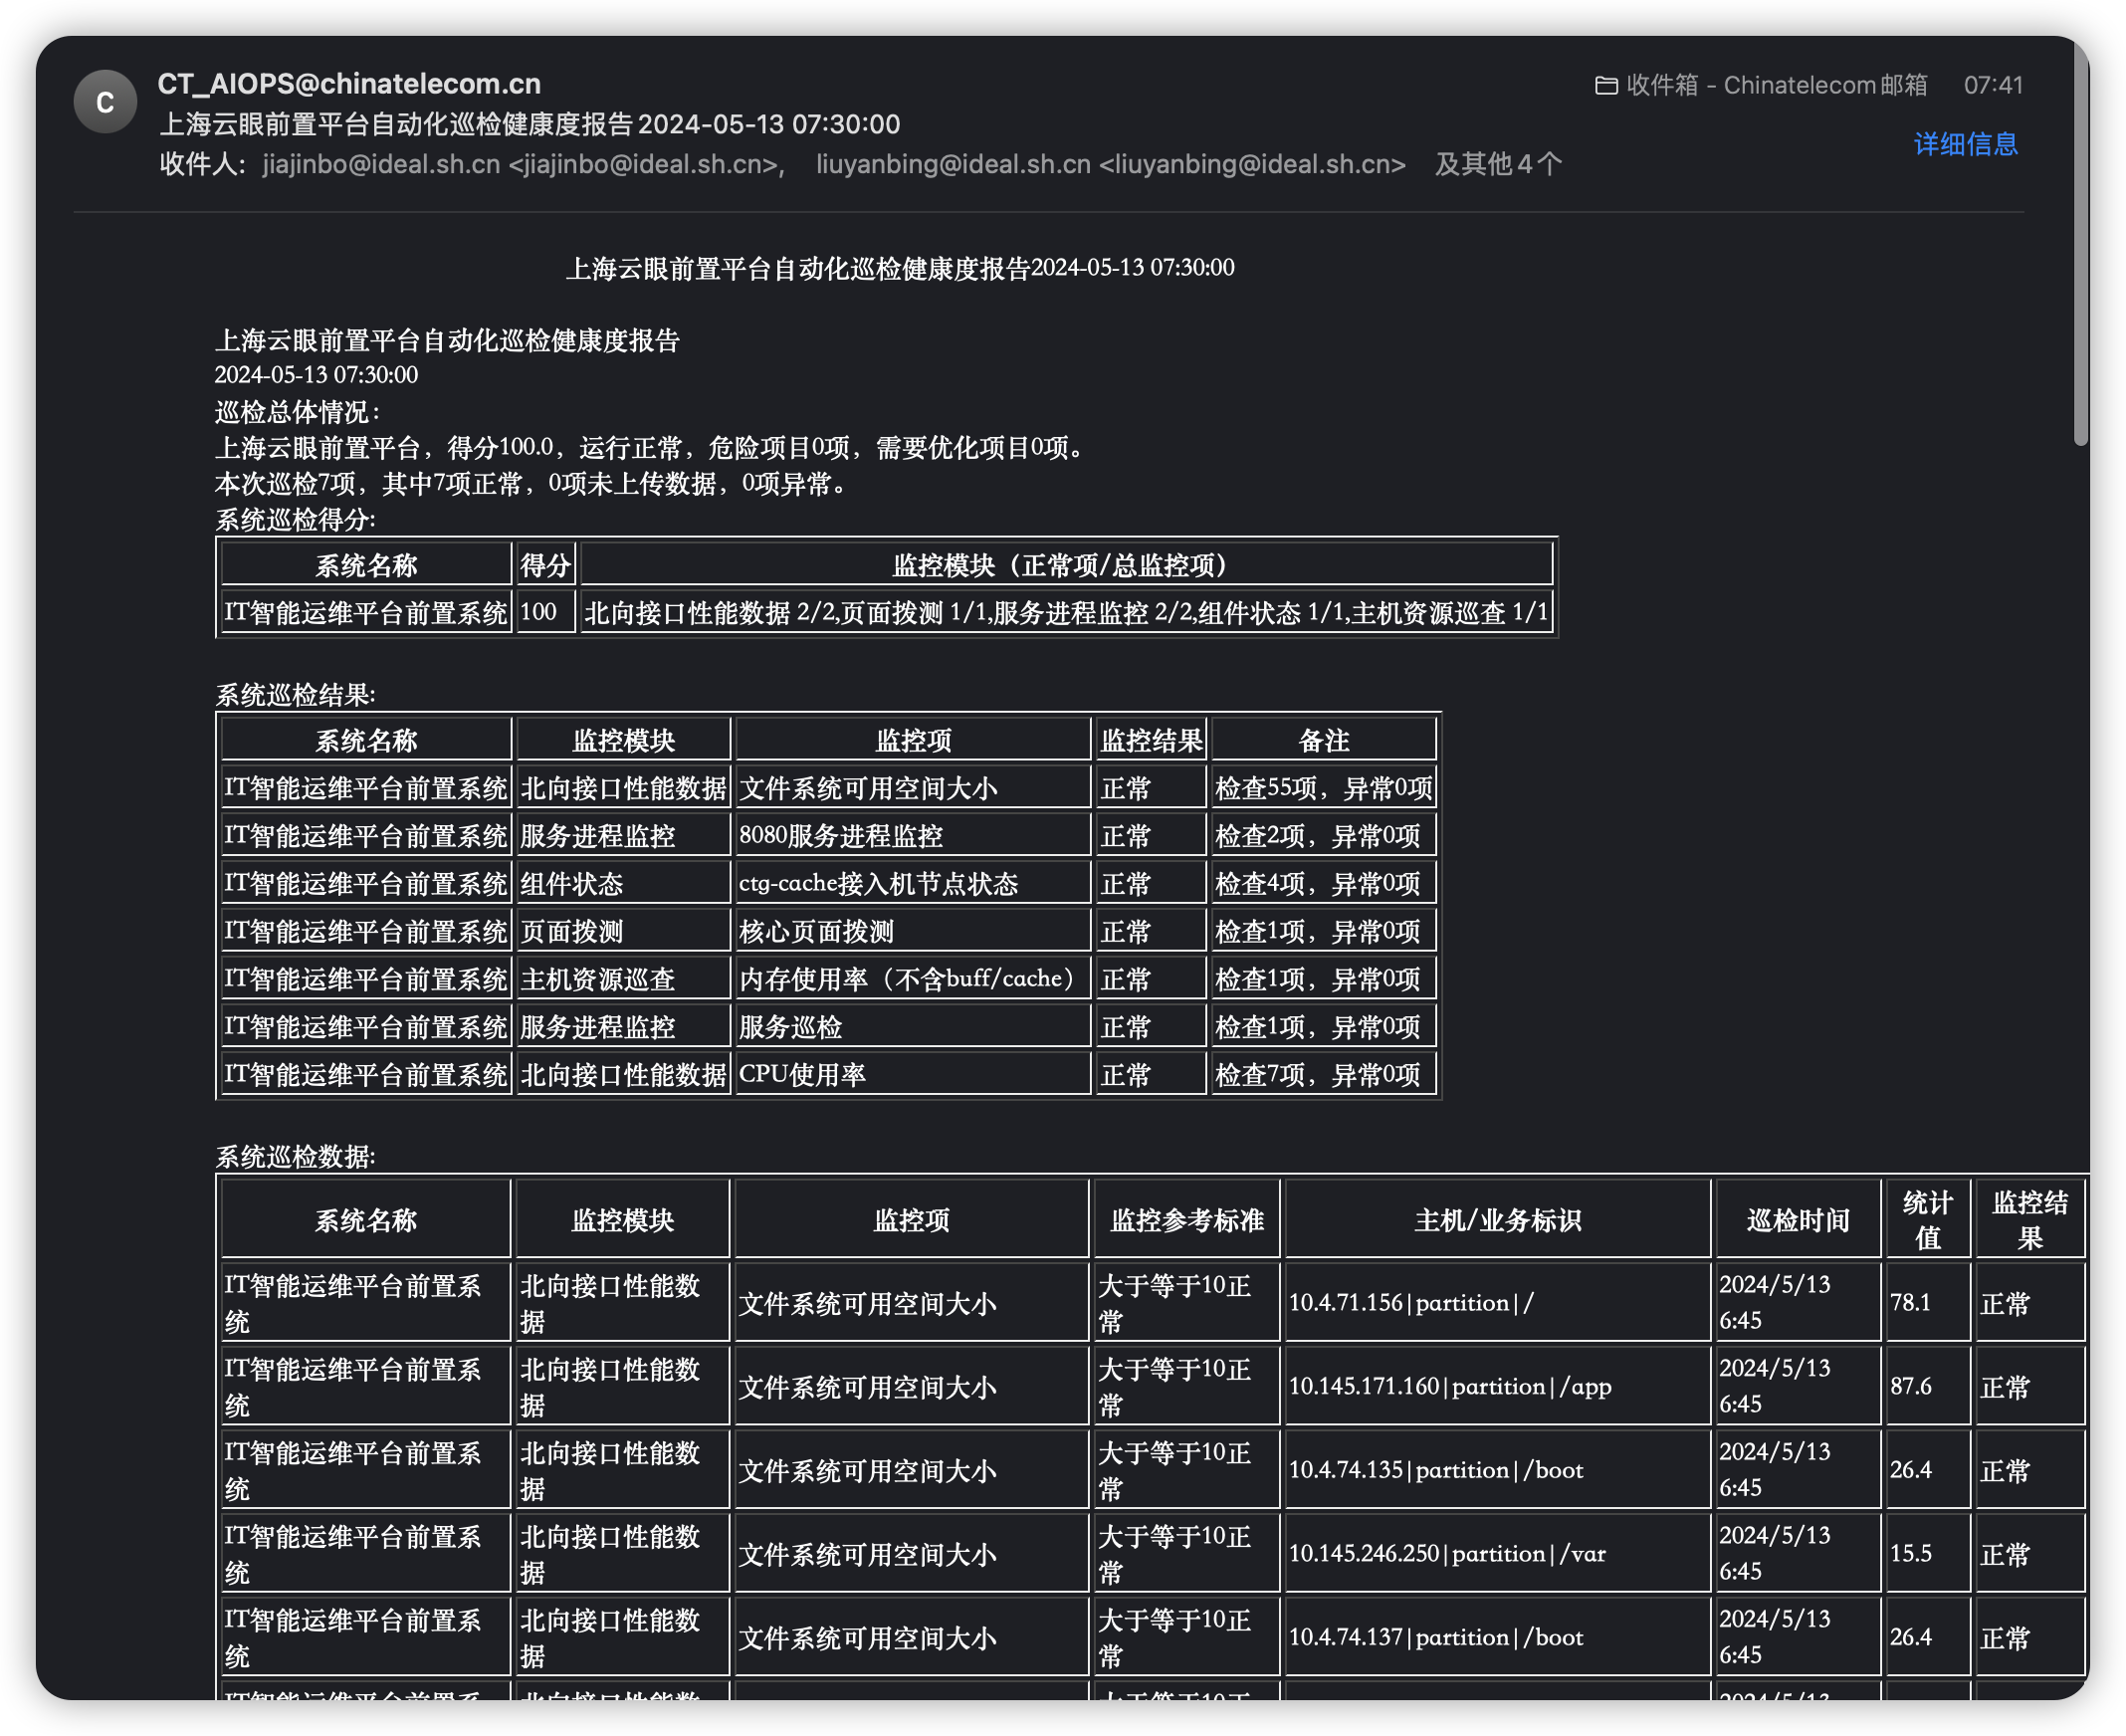 C
CT_AIOPS@chinatelecom.cn
收件箱 - Chinatelecom邮箱 07:41
上海云眼前置平台自动化巡检健康度报告2024-05-13 07:30:00
详细信息
收件人: jiajinbo@ideal.sh.cn <jiajinbo@ideal.sh.cn>, liuyanbing@ideal.sh.cn <liuyanbing@ideal.sh.cn> 及其他4个
上海云眼前置平台自动化巡检健康度报告2024-05-13 07:30:00
上海云眼前置平台自动化巡检健康度报告
2024-05-13 07:30:00
巡检总体情况：
上海云眼前置平台，得分100.0，运行正常，危险项目0项，需要优化项目0项。
本次巡检7项，其中7项正常，0项未上传数据，0项异常。
系统巡检得分:
系统名称 得分 监控模块（正常项/总监控项）
IT智能运维平台前置系统 100 北向接口性能数据 2/2,页面拨测 1/1,服务进程监控 2/2,组件状态 1/1,主机资源巡查 1/1
系统巡检结果:
系统名称 监控模块 监控项 监控结果 备注
IT智能运维平台前置系统 北向接口性能数据 文件系统可用空间大小 正常 检查55项，异常0项
IT智能运维平台前置系统 服务进程监控 8080服务进程监控 正常 检查2项，异常0项
IT智能运维平台前置系统 组件状态 ctg-cache接入机节点状态 正常 检查4项，异常0项
IT智能运维平台前置系统 页面拨测 核心页面拨测 正常 检查1项，异常0项
IT智能运维平台前置系统 主机资源巡查 内存使用率（不含buff/cache） 正常 检查1项，异常0项
IT智能运维平台前置系统 服务进程监控 服务巡检 正常 检查1项，异常0项
IT智能运维平台前置系统 北向接口性能数据 CPU使用率 正常 检查7项，异常0项
系统巡检数据:
系统名称 监控模块 监控项 监控参考标准 主机/业务标识 巡检时间 统计值 监控结果
IT智能运维平台前置系统 北向接口性能数据 文件系统可用空间大小 大于等于10正常 10.4.71.156|partition|/ 2024/5/13 6:45 78.1 正常
IT智能运维平台前置系统 北向接口性能数据 文件系统可用空间大小 大于等于10正常 10.145.171.160|partition|/app 2024/5/13 6:45 87.6 正常
IT智能运维平台前置系统 北向接口性能数据 文件系统可用空间大小 大于等于10正常 10.4.74.135|partition|/boot 2024/5/13 6:45 26.4 正常
IT智能运维平台前置系统 北向接口性能数据 文件系统可用空间大小 大于等于10正常 10.145.246.250|partition|/var 2024/5/13 6:45 15.5 正常
IT智能运维平台前置系统 北向接口性能数据 文件系统可用空间大小 大于等于10正常 10.4.74.137|partition|/boot 2024/5/13 6:45 26.4 正常